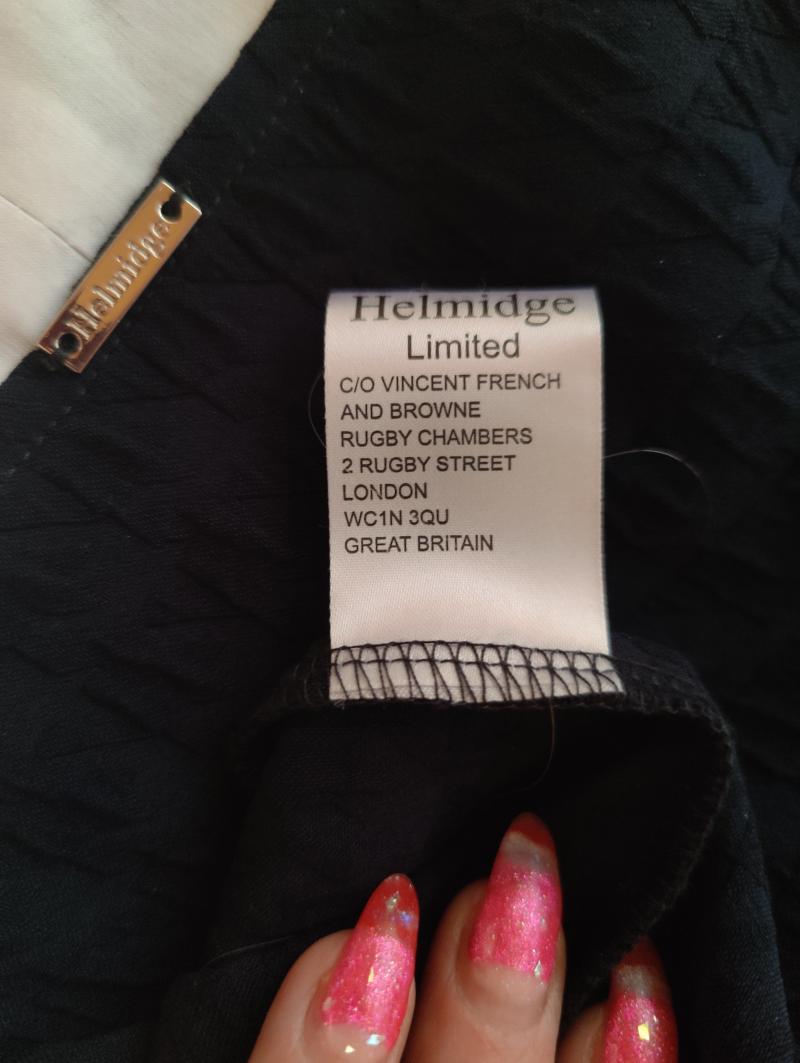 Helmidge
Helmidge
Limited
C/O VINCENT FRENCH
AND BROWNE
RUGBY CHAMBERS
2 RUGBY STREET
LONDON
WC1N 3QU
GREAT BRITAIN